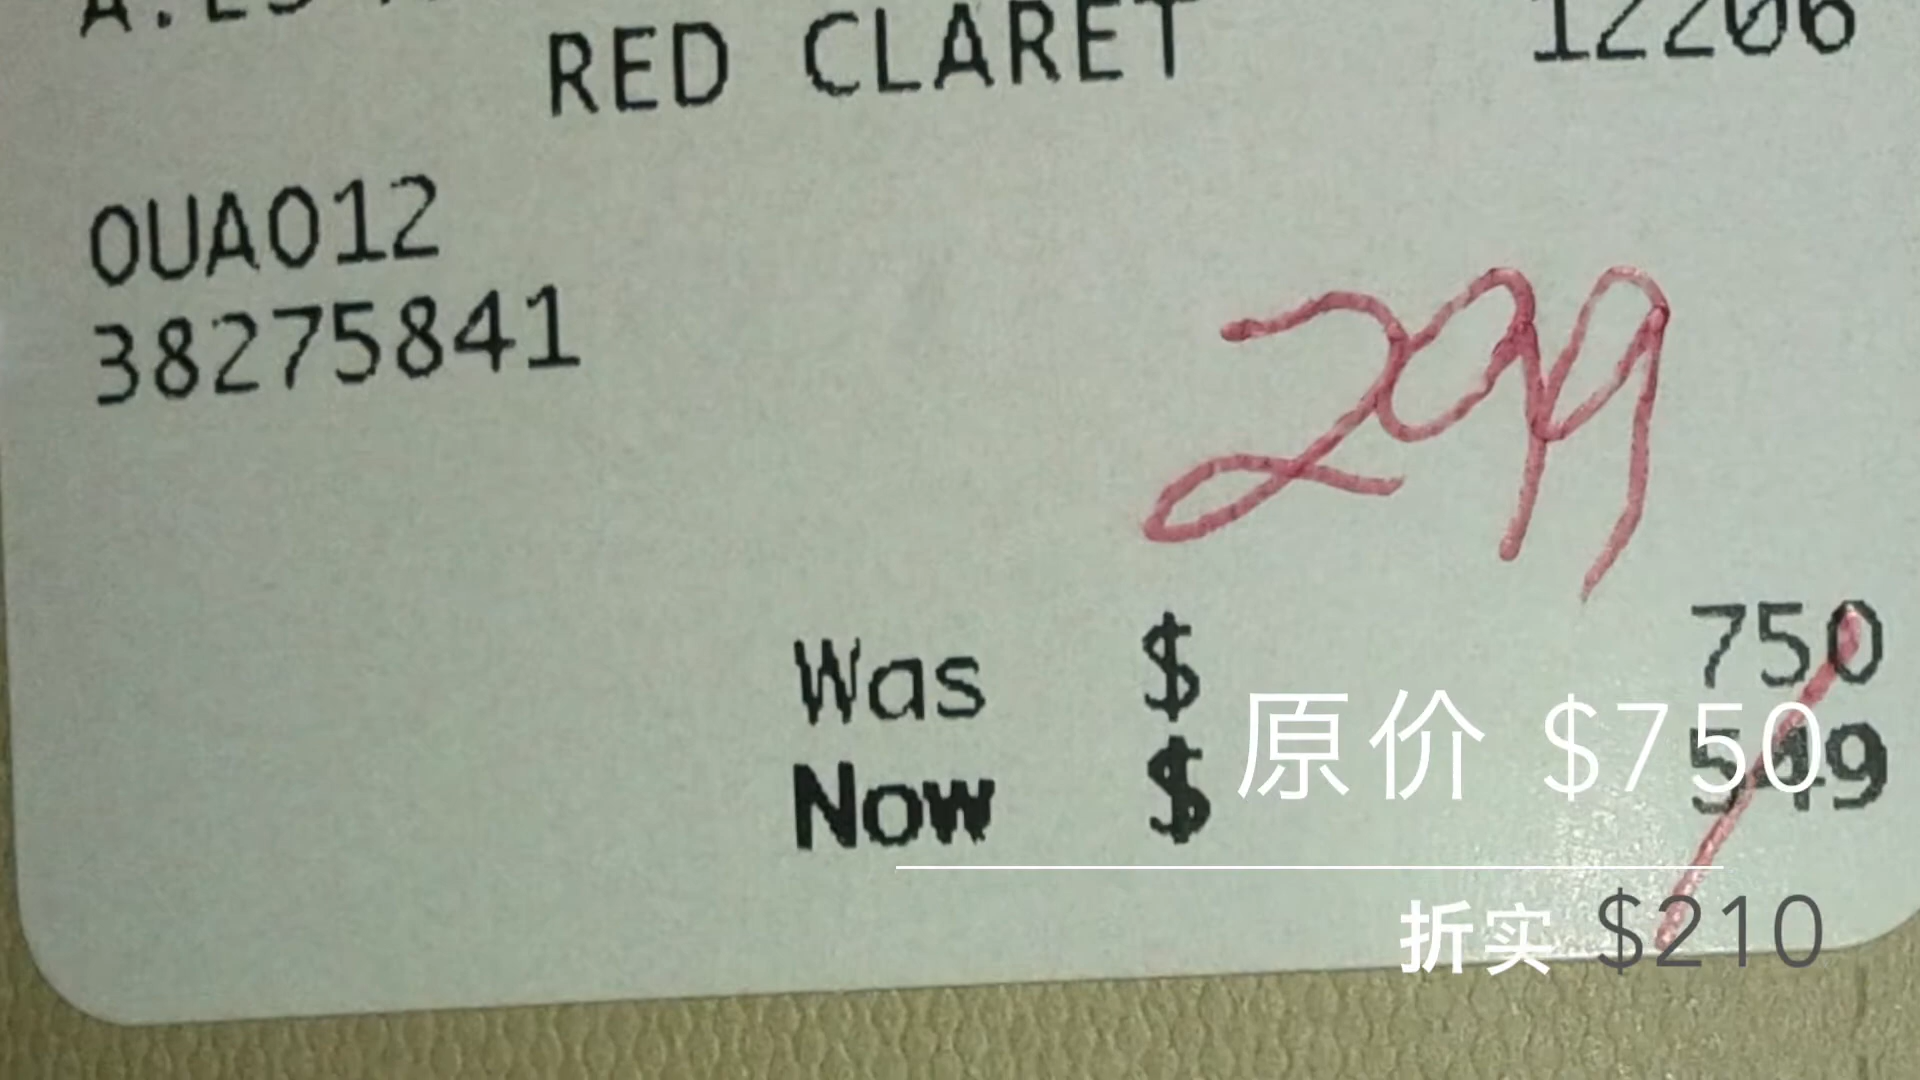 RED CLARET 12206
OUA012
38275841
299
Was $ 750
Now $ 549
原价 $750
折实 $210